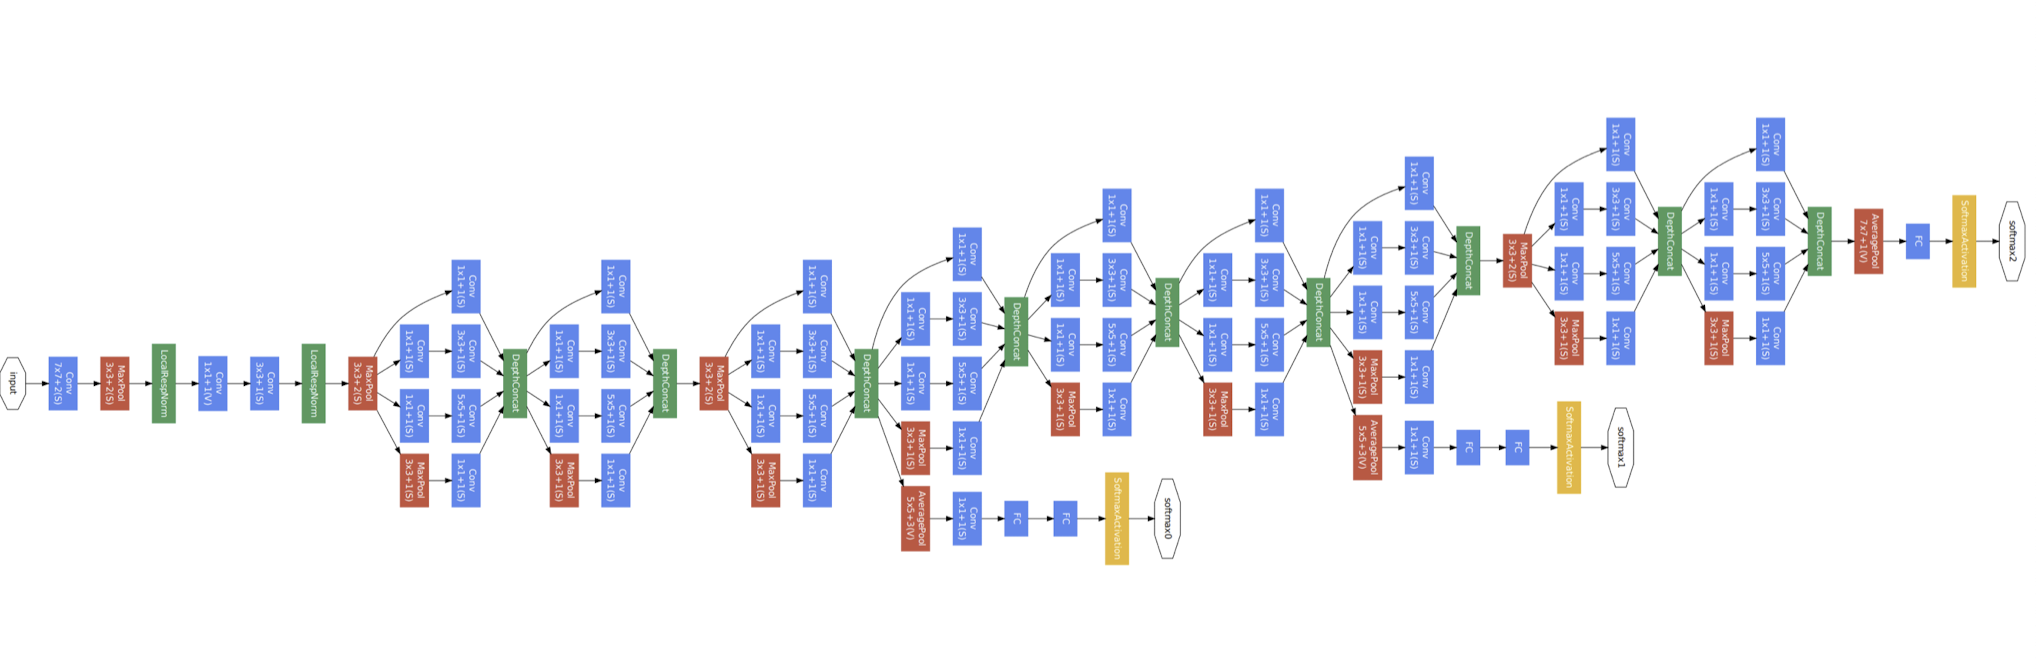 input
Conv
7x7+2(S)
MaxPool
3x3+2(S)
LocalRespNorm
Conv
1x1+1(V)
Conv
3x3+1(S)
LocalRespNorm
MaxPool
3x3+2(S)
Conv
1x1+1(S)
Conv
1x1+1(S)
MaxPool
3x3+1(S)
Conv
1x1+1(S)
Conv
3x3+1(S)
Conv
5x5+1(S)
Conv
1x1+1(S)
DepthConcat
Conv
1x1+1(S)
Conv
1x1+1(S)
MaxPool
3x3+1(S)
Conv
1x1+1(S)
Conv
3x3+1(S)
Conv
5x5+1(S)
Conv
1x1+1(S)
DepthConcat
MaxPool
3x3+2(S)
Conv
1x1+1(S)
Conv
1x1+1(S)
MaxPool
3x3+1(S)
Conv
1x1+1(S)
Conv
3x3+1(S)
Conv
5x5+1(S)
Conv
1x1+1(S)
DepthConcat
Conv
1x1+1(S)
Conv
1x1+1(S)
MaxPool
3x3+1(S)
AveragePool
5x5+3(V)
Conv
1x1+1(S)
Conv
3x3+1(S)
Conv
5x5+1(S)
Conv
1x1+1(S)
Conv
1x1+1(S)
DepthConcat
FC
Conv
1x1+1(S)
Conv
1x1+1(S)
MaxPool
3x3+1(S)
FC
Conv
1x1+1(S)
Conv
3x3+1(S)
Conv
5x5+1(S)
Conv
1x1+1(S)
SoftmaxActivation
DepthConcat
softmax0
Conv
1x1+1(S)
Conv
1x1+1(S)
MaxPool
3x3+1(S)
Conv
1x1+1(S)
Conv
3x3+1(S)
Conv
5x5+1(S)
Conv
1x1+1(S)
DepthConcat
Conv
1x1+1(S)
Conv
1x1+1(S)
MaxPool
3x3+1(S)
AveragePool
5x5+3(V)
Conv
1x1+1(S)
Conv
3x3+1(S)
Conv
5x5+1(S)
Conv
1x1+1(S)
Conv
1x1+1(S)
DepthConcat
FC
MaxPool
3x3+2(S)
FC
Conv
1x1+1(S)
Conv
1x1+1(S)
MaxPool
3x3+1(S)
SoftmaxActivation
Conv
1x1+1(S)
Conv
3x3+1(S)
Conv
5x5+1(S)
Conv
1x1+1(S)
softmax1
DepthConcat
Conv
1x1+1(S)
Conv
1x1+1(S)
MaxPool
3x3+1(S)
Conv
1x1+1(S)
Conv
3x3+1(S)
Conv
5x5+1(S)
Conv
1x1+1(S)
DepthConcat
AveragePool
7x7+1(V)
FC
SoftmaxActivation
softmax2